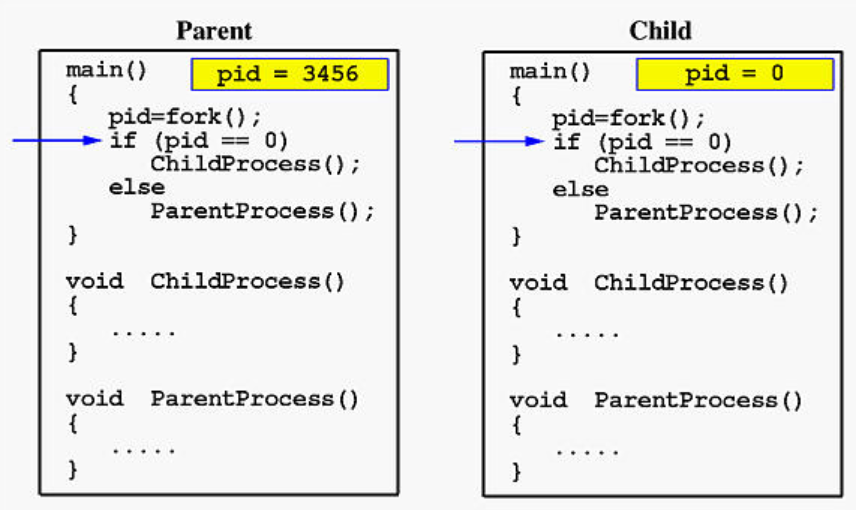 Parent
main()
pid = 3456
{
pid=fork();
if (pid == 0)
ChildProcess();
else
ParentProcess();
}
void ChildProcess()
{
.....
}
void ParentProcess()
{
.....
}
Child
main()
pid = 0
{
pid=fork();
if (pid == 0)
ChildProcess();
else
ParentProcess();
}
void ChildProcess()
{
.....
}
void ParentProcess()
{
.....
}